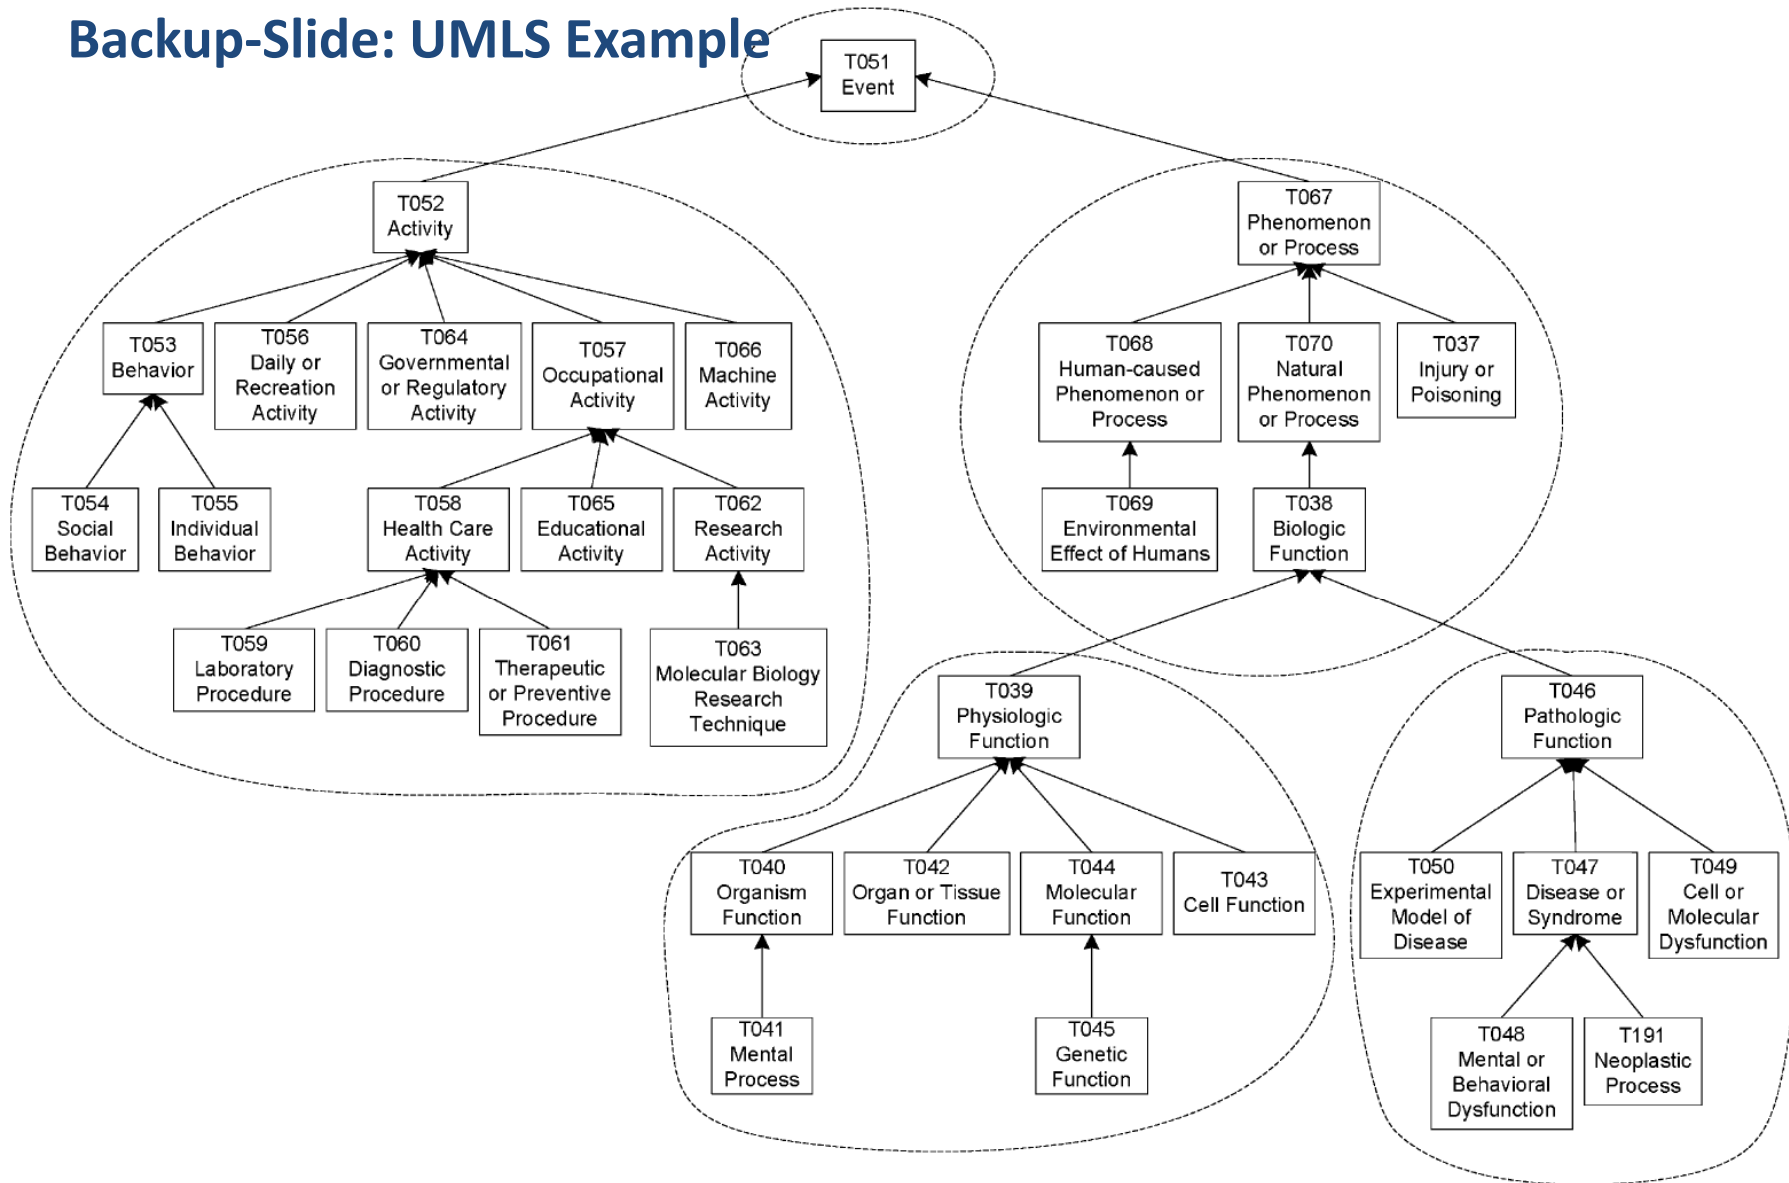 Backup-Slide: UMLS Example
T051
Event
T052
Activity
T067
Phenomenon
or Process
T053
Behavior
T056
Daily or
Recreation
Activity
T064
Governmental
or Regulatory
Activity
T057
Occupational
Activity
T066
Machine
Activity
T068
Human-caused
Phenomenon or
Process
T070
Natural
Phenomenon
or Process
T037
Injury or
Poisoning
T054
Social
Behavior
T055
Individual
Behavior
T058
Health Care
Activity
T065
Educational
Activity
T062
Research
Activity
T069
Environmental
Effect of Humans
T038
Biologic
Function
T059
Laboratory
Procedure
T060
Diagnostic
Procedure
T061
Therapeutic
or Preventive
Procedure
T063
Molecular Biology
Research
Technique
T039
Physiologic
Function
T046
Pathologic
Function
T040
Organism
Function
T042
Organ or Tissue
Function
T044
Molecular
Function
T043
Cell Function
T050
Experimental
Model of
Disease
T047
Disease or
Syndrome
T049
Cell or
Molecular
Dysfunction
T041
Mental
Process
T045
Genetic
Function
T048
Mental or
Behavioral
Dysfunction
T191
Neoplastic
Process